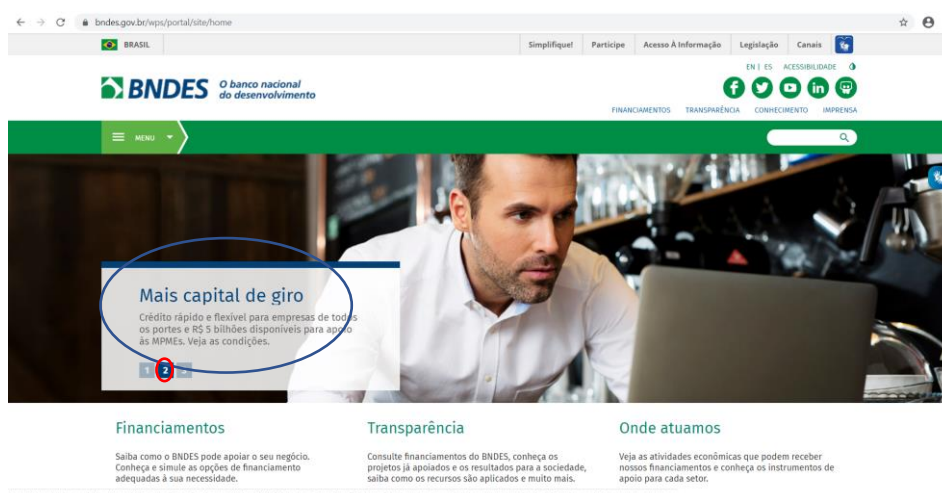 bndes.gov.br/wps/portal/site/home
BRASIL Simplifique! Participe Acesso À Informação Legislação Canais
EN | ES ACESSIBILIDADE
BNDES O banco nacional
do desenvolvimento
FINANCIAMENTOS TRANSPARÊNCIA CONHECIMENTO IMPRENSA
MENU
Mais capital de giro
Crédito rápido e flexível para empresas de todos
os portes e R$ 5 bilhões disponíveis para apoio
às MPMEs. Veja as condições.
1 2 3
Financiamentos
Saiba como o BNDES pode apoiar o seu negócio.
Conheça e simule as opções de financiamento
adequadas à sua necessidade.
Transparência
Consulte financiamentos do BNDES, conheça os
projetos já apoiados e os resultados para a sociedade,
saiba como os recursos são aplicados e muito mais.
Onde atuamos
Veja as atividades econômicas que podem receber
nossos financiamentos e conheça os instrumentos de
apoio para cada setor.